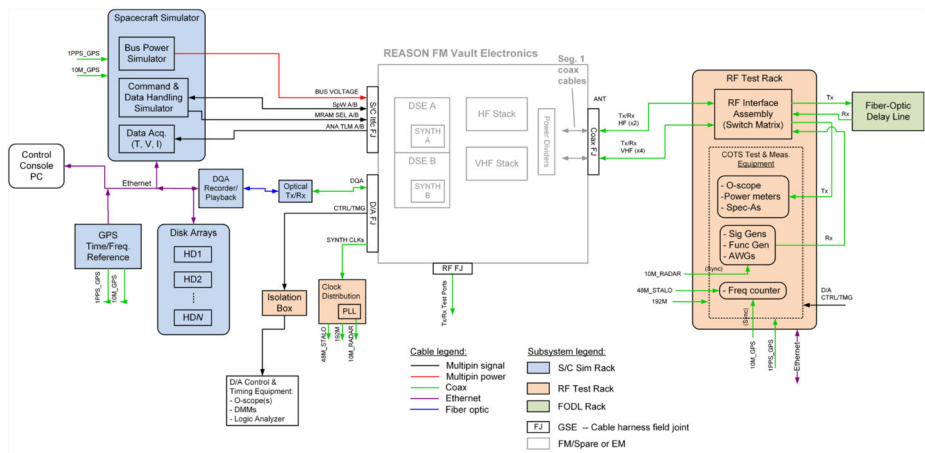 Spacecraft Simulator
1PPS_GPS
10M_GPS
Bus Power
Simulator
Command &
Data Handling
Simulator
Data Acq.
(T, V, I)
BUS VOLTAGE
SpW A/B
MRAM SEL A/B
ANA TLM A/B
S/C I&fc FJ
REASON FM Vault Electronics
Seg. 1
coax
cables
DSE A
SYNTH
A
DSE B
SYNTH
B
HF Stack
VHF Stack
Power Dividers
ANT
Coax FJ
Tx/Rx
HF (x2)
Tx/Rx
VHF (x4)
RF Test Rack
RF Interface
Assembly
(Switch Matrix)
Tx
Rx
Fiber-Optic
Delay Line
COTS Test & Meas.
Equipment
- O-scope
-Power meters
- Spec-As
Tx
- Sig Gens
- Func Gen
- AWGs
Rx
10M_RADAR
(Sync)
48M_STALO
192M
- Freq counter
(Sync)
D/A
CTRL/TMG
10M_GPS
1PPS_GPS
Ethernet
Control
Console
PC
Ethernet
DQA
Recorder/
Playback
Optical
Tx/Rx
DQA
CTRL/TMG
SYNTH CLKs
D/A FJ
RF FJ
Tx/Rx Test Ports
GPS
Time/Freq.
Reference
1PPS_GPS
10M_GPS
Disk Arrays
HD1
HD2
HDN
Isolation
Box
Clock
Distribution
PLL
48M_STALO
192M
10M_RADAR
D/A Control &
Timing Equipment:
- O-scope(s)
- DMMs
- Logic Analyzer
Cable legend:
Multipin signal
Multipin power
Coax
Ethernet
Fiber optic
Subsystem legend:
S/C Sim Rack
RF Test Rack
FODL Rack
FJ
GSE -- Cable harness field joint
FM/Spare or EM